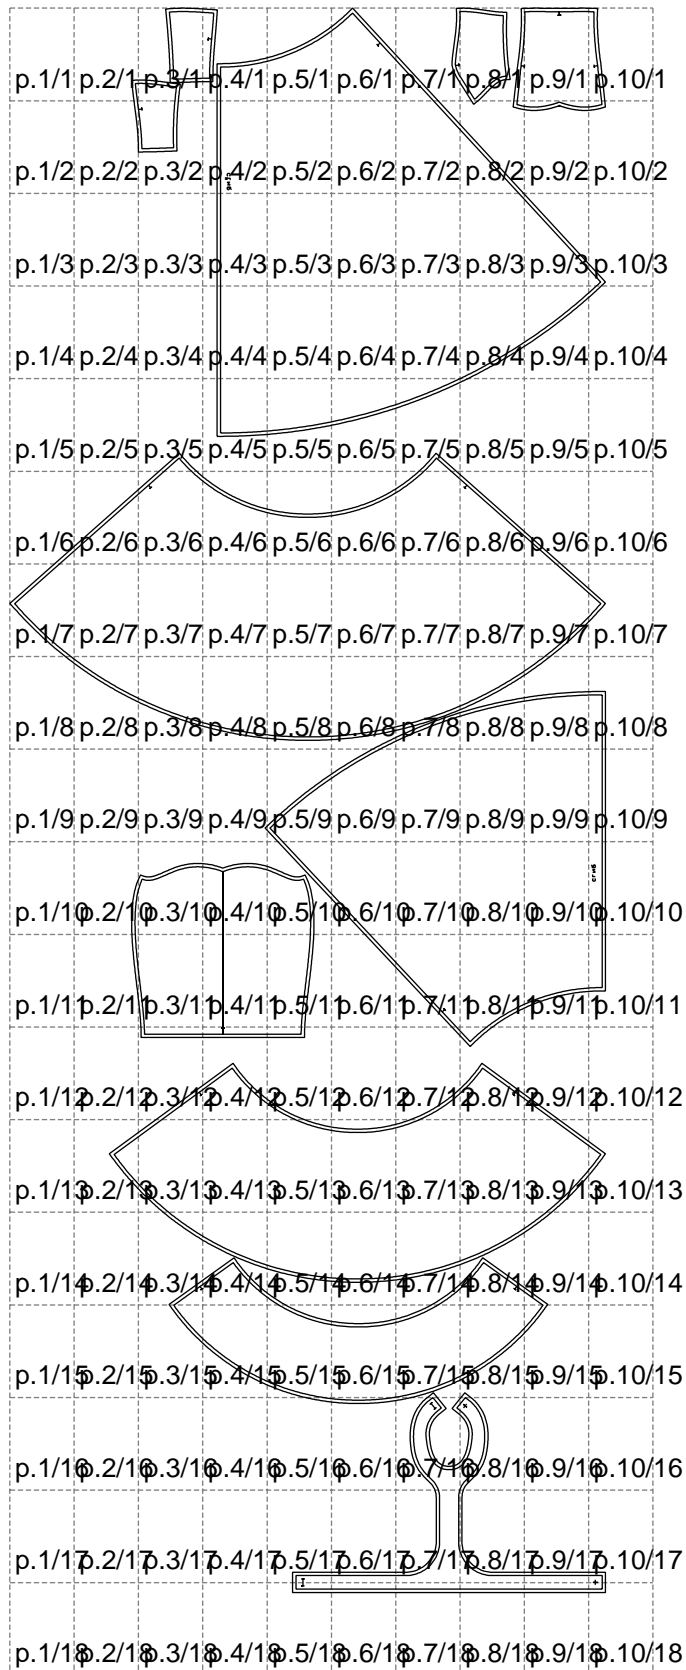 p.1/1 p.2/1 p.3/1 p.4/1 p.5/1 p.6/1 p.7/1 p.8/1 p.9/1 p.10/1
p.1/2 p.2/2 p.3/2 p.4/2 p.5/2 p.6/2 p.7/2 p.8/2 p.9/2 p.10/2
p.1/3 p.2/3 p.3/3 p.4/3 p.5/3 p.6/3 p.7/3 p.8/3 p.9/3 p.10/3
p.1/4 p.2/4 p.3/4 p.4/4 p.5/4 p.6/4 p.7/4 p.8/4 p.9/4 p.10/4
p.1/5 p.2/5 p.3/5 p.4/5 p.5/5 p.6/5 p.7/5 p.8/5 p.9/5 p.10/5
p.1/6 p.2/6 p.3/6 p.4/6 p.5/6 p.6/6 p.7/6 p.8/6 p.9/6 p.10/6
p.1/7 p.2/7 p.3/7 p.4/7 p.5/7 p.6/7 p.7/7 p.8/7 p.9/7 p.10/7
p.1/8 p.2/8 p.3/8 p.4/8 p.5/8 p.6/8 p.7/8 p.8/8 p.9/8 p.10/8
p.1/9 p.2/9 p.3/9 p.4/9 p.5/9 p.6/9 p.7/9 p.8/9 p.9/9 p.10/9
сгиб
p.1/10 p.2/10 p.3/10 p.4/10 p.5/10 p.6/10 p.7/10 p.8/10 p.9/10 p.10/10
p.1/11 p.2/11 p.3/11 p.4/11 p.5/11 p.6/11 p.7/11 p.8/11 p.9/11 p.10/11
p.1/12 p.2/12 p.3/12 p.4/12 p.5/12 p.6/12 p.7/12 p.8/12 p.9/12 p.10/12
p.1/13 p.2/13 p.3/13 p.4/13 p.5/13 p.6/13 p.7/13 p.8/13 p.9/13 p.10/13
p.1/14 p.2/14 p.3/14 p.4/14 p.5/14 p.6/14 p.7/14 p.8/14 p.9/14 p.10/14
p.1/15 p.2/15 p.3/15 p.4/15 p.5/15 p.6/15 p.7/15 p.8/15 p.9/15 p.10/15
p.1/16 p.2/16 p.3/16 p.4/16 p.5/16 p.6/16 p.7/16 p.8/16 p.9/16 p.10/16
p.1/17 p.2/17 p.3/17 p.4/17 p.5/17 p.6/17 p.7/17 p.8/17 p.9/17 p.10/17
p.1/18 p.2/18 p.3/18 p.4/18 p.5/18 p.6/18 p.7/18 p.8/18 p.9/18 p.10/18